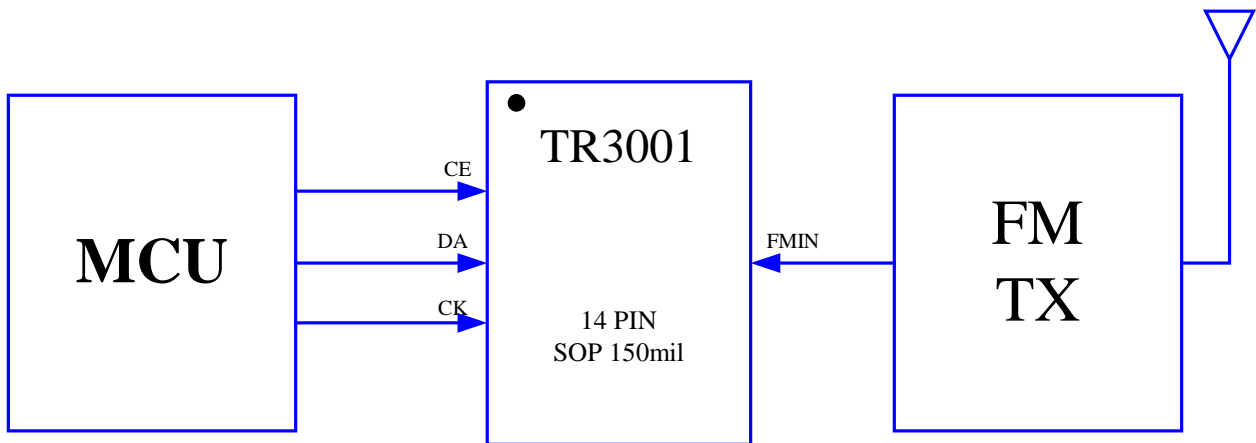 MCU
CE
DA
CK
TR3001
14 PIN
SOP 150mil
FMIN
FM
TX